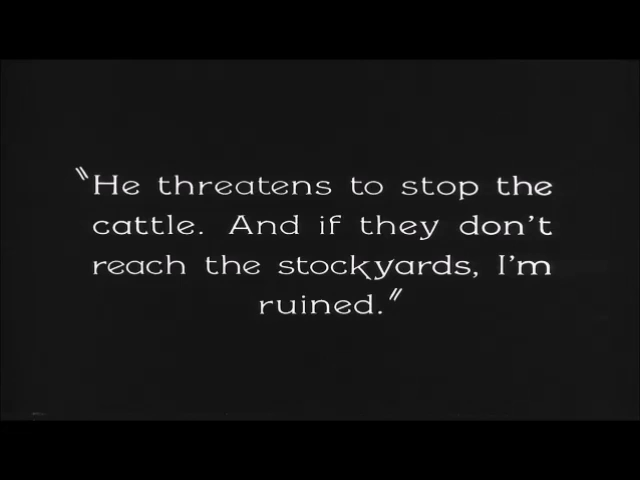 "He threatens to stop the
cattle. And if they don't
reach the stockyards, I'm
ruined."